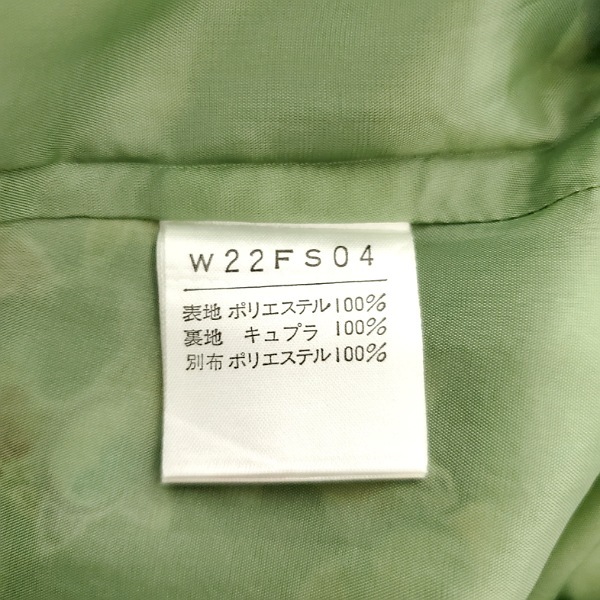 W22FS04
表地 ポリエステル100%
裏地 キュプラ 100%
別布 ポリエステル100%